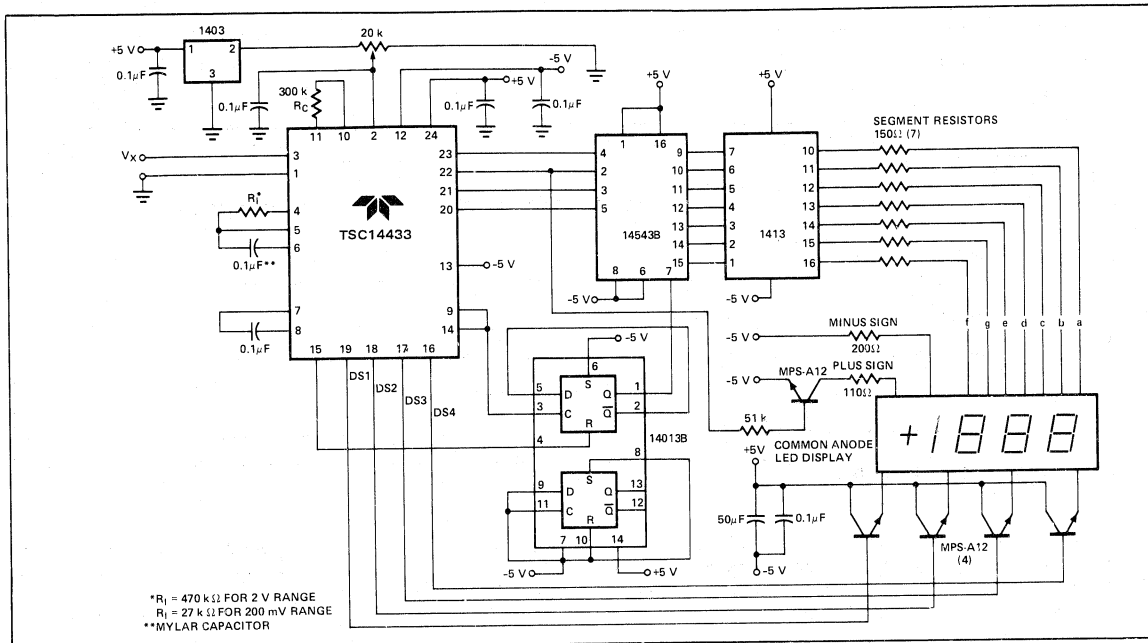 1403
+5 V
1
2
3
0.1μF
20 k
-5 V
+5 V
0.1μF
300 k
RC
0.1μF
0.1μF
11
10
2
12
24
VX
3
1
RI*
4
5
6
0.1μF**
7
8
0.1μF
TSC14433
23
22
21
20
13
-5 V
9
14
15
19
18
17
16
DS1
DS2
DS3
DS4
+5 V
1
16
4
2
3
5
9
10
11
12
13
14
15
14543B
8
6
7
-5 V
+5 V
7
6
5
4
3
2
1
1413
10
11
12
13
14
15
16
-5 V
SEGMENT RESISTORS
150Ω (7)
f
g
e
d
c
b
a
-5 V
MINUS SIGN
200Ω
MPS-A12
PLUS SIGN
-5 V
110Ω
51 k
-5 V
6
5
D
S
Q
1
3
C
Q
2
R
4
14013B
8
9
D
S
Q
13
11
C
Q
12
R
7
10
14
-5 V
+5 V
COMMON ANODE
LED DISPLAY
+1888
+5V
50μF
0.1μF
-5 V
MPS-A12
(4)
*RI = 470 k Ω FOR 2 V RANGE
RI = 27 k Ω FOR 200 mV RANGE
**MYLAR CAPACITOR